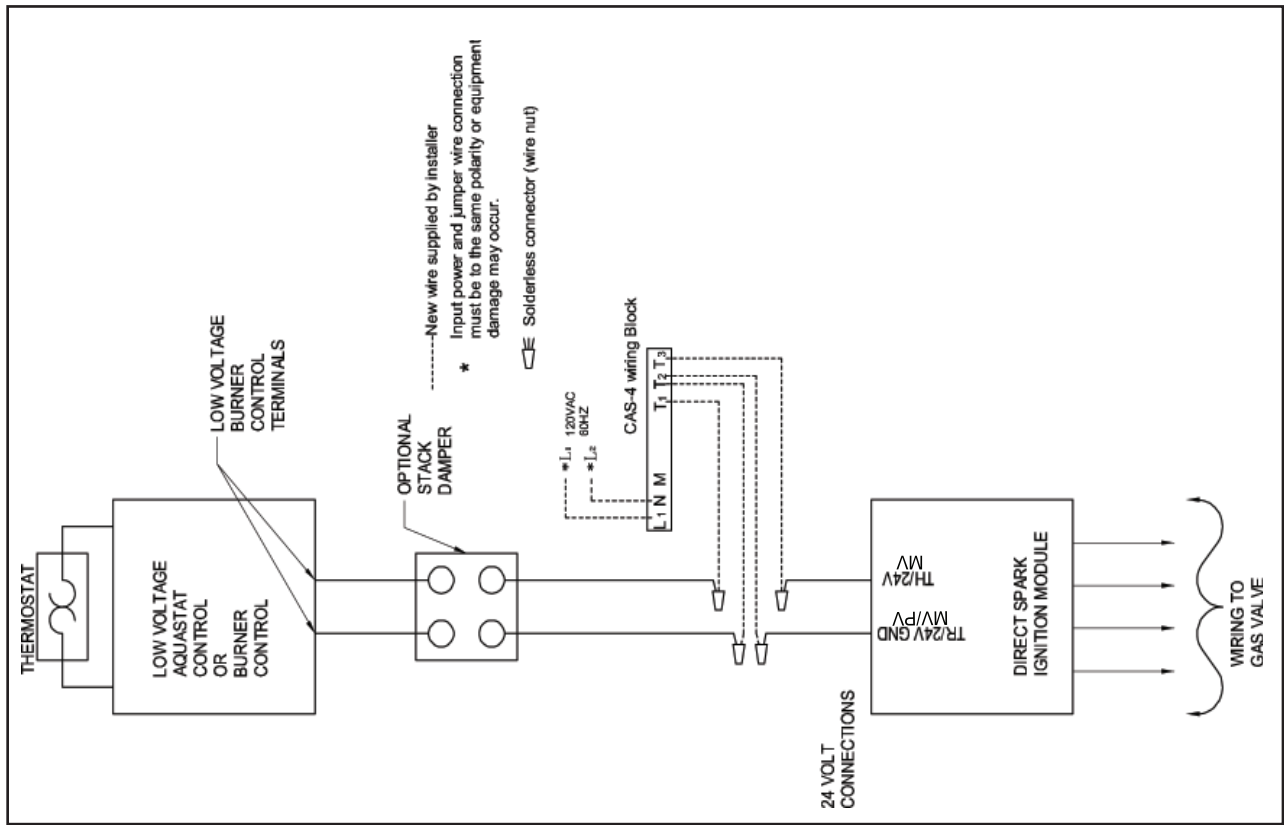 THERMOSTAT
LOW VOLTAGE
AQUASTAT
CONTROL
OR
BURNER
CONTROL
LOW VOLTAGE
BURNER
CONTROL
TERMINALS
OPTIONAL
STACK
DAMPER
New wire supplied by installer
* Input power and jumper wire connection
must be to the same polarity or equipment
damage may occur.
Solderless connector (wire nut)
*L1 120VAC
60HZ
*L2
CAS-4 wiring Block
L1 N M T1 T2 T3
24 VOLT
CONNECTIONS
TR/24V GND
MV/PV
TH/24V
MV
DIRECT SPARK
IGNITION MODULE
WIRING TO
GAS VALVE